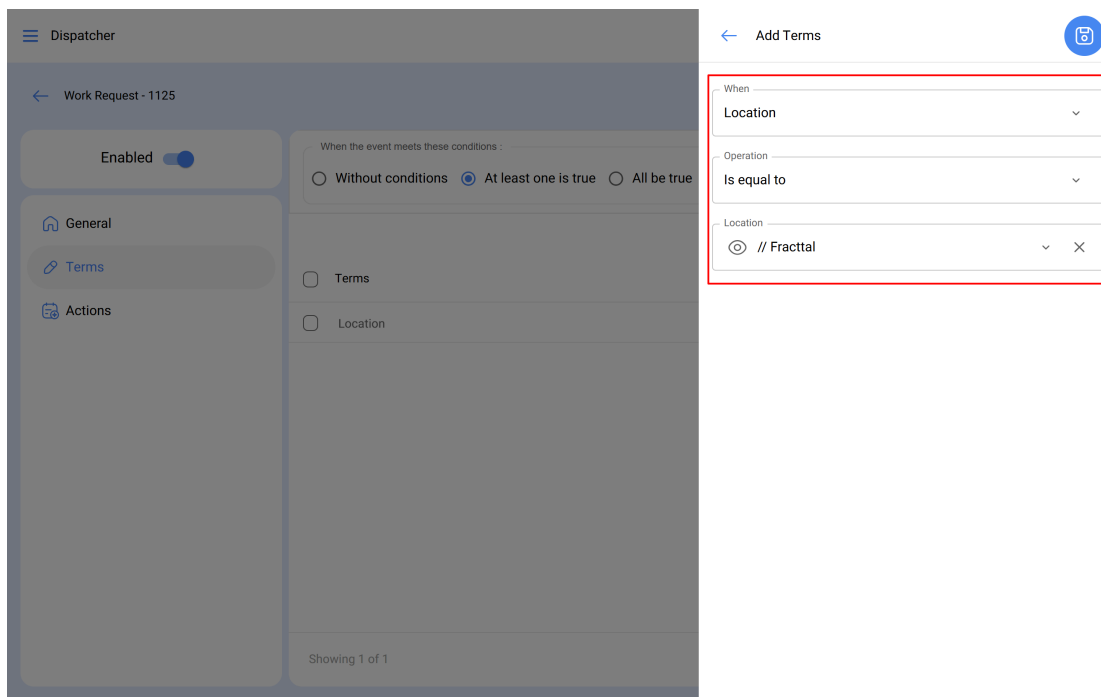 Dispatcher
Work Request - 1125
Enabled
General
Terms
Actions
When the event meets these conditions :
Without conditions At least one is true All be true
Terms
Location
Showing 1 of 1
Add Terms
When
Location
Operation
Is equal to
Location
// Fracttal